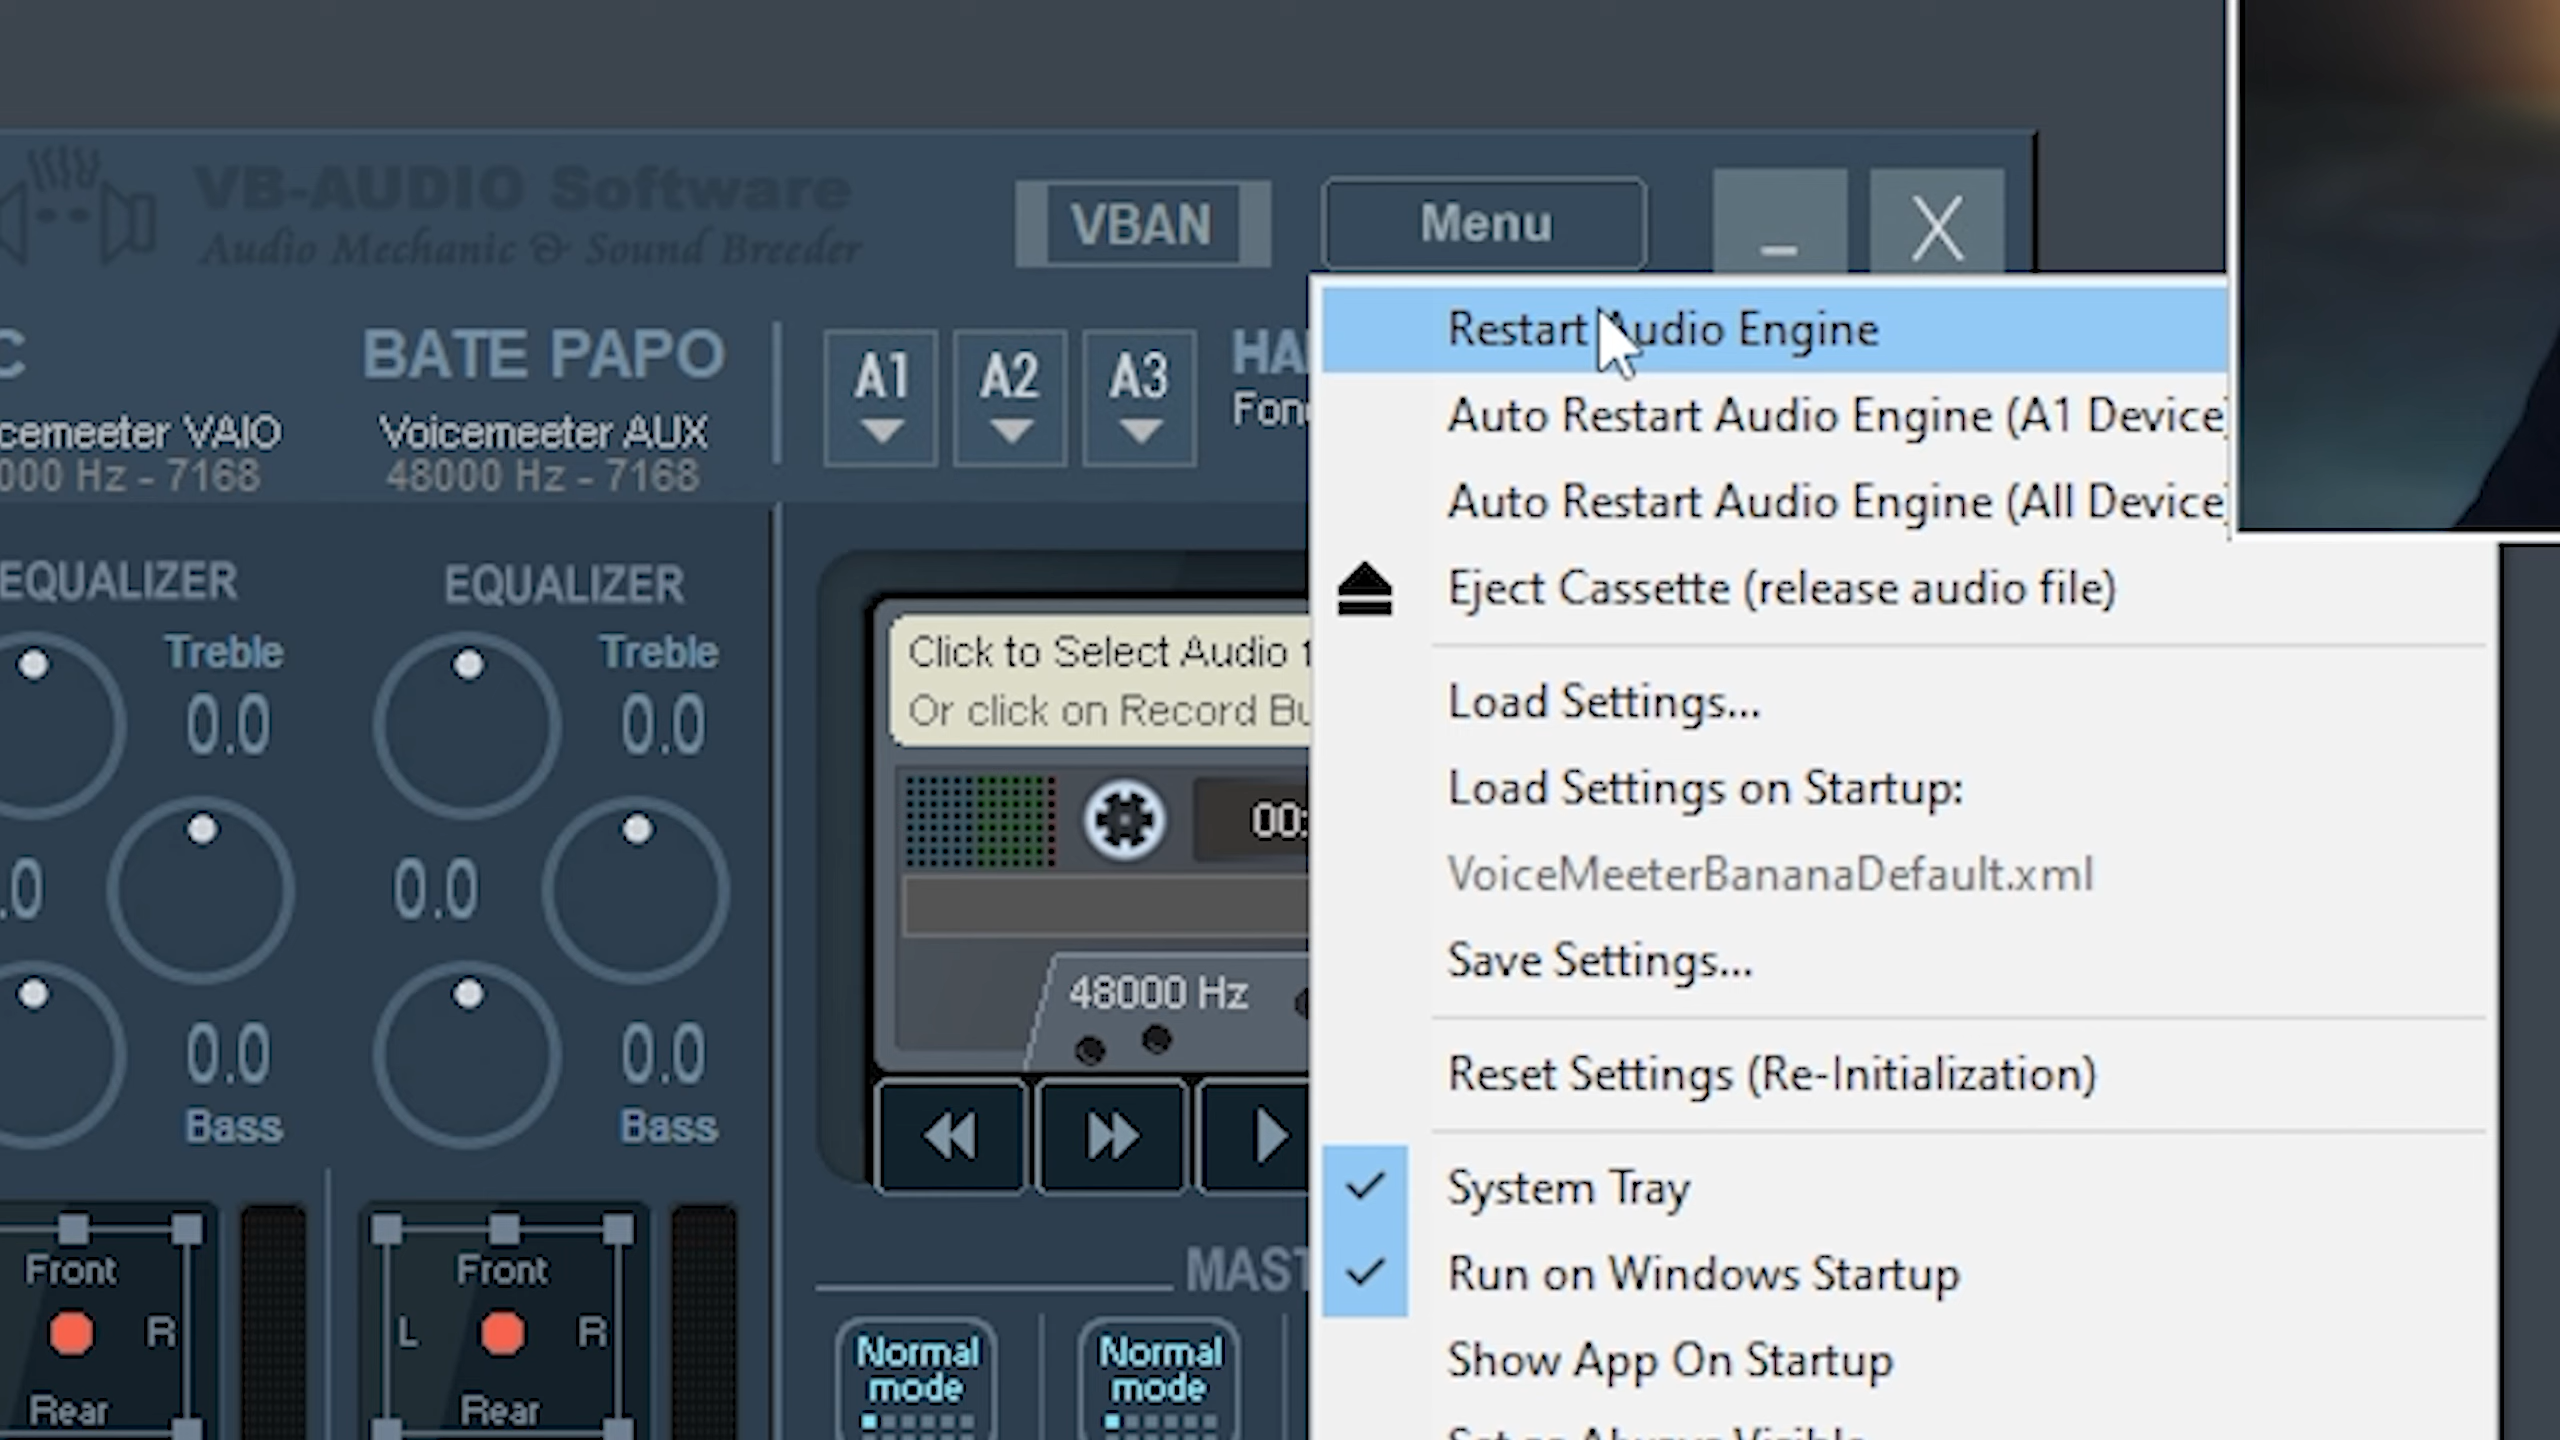 VB-AUDIO Software
Audio Mechanic & Sound Breeder
VBAN
Menu
BATE PAPO
A1 A2 A3
Voicemeeter AUX
48000 Hz - 7168
VAIO
Hz - 7168
EQUALIZER
EQUALIZER
Treble
0.0
Treble
0.0
0.0
0.0
Bass
0.0
Bass
Front
R
Rear
Front
L R
Rear
Click to Select Audio
Or click on Record
48000 Hz
Normal
mode
Normal
mode
Restart Audio Engine
Auto Restart Audio Engine (A1 Device
Auto Restart Audio Engine (All Device
Eject Cassette (release audio file)
Load Settings...
Load Settings on Startup:
VoiceMeeterBananaDefault.xml
Save Settings...
Reset Settings (Re-Initialization)
System Tray
Run on Windows Startup
Show App On Startup